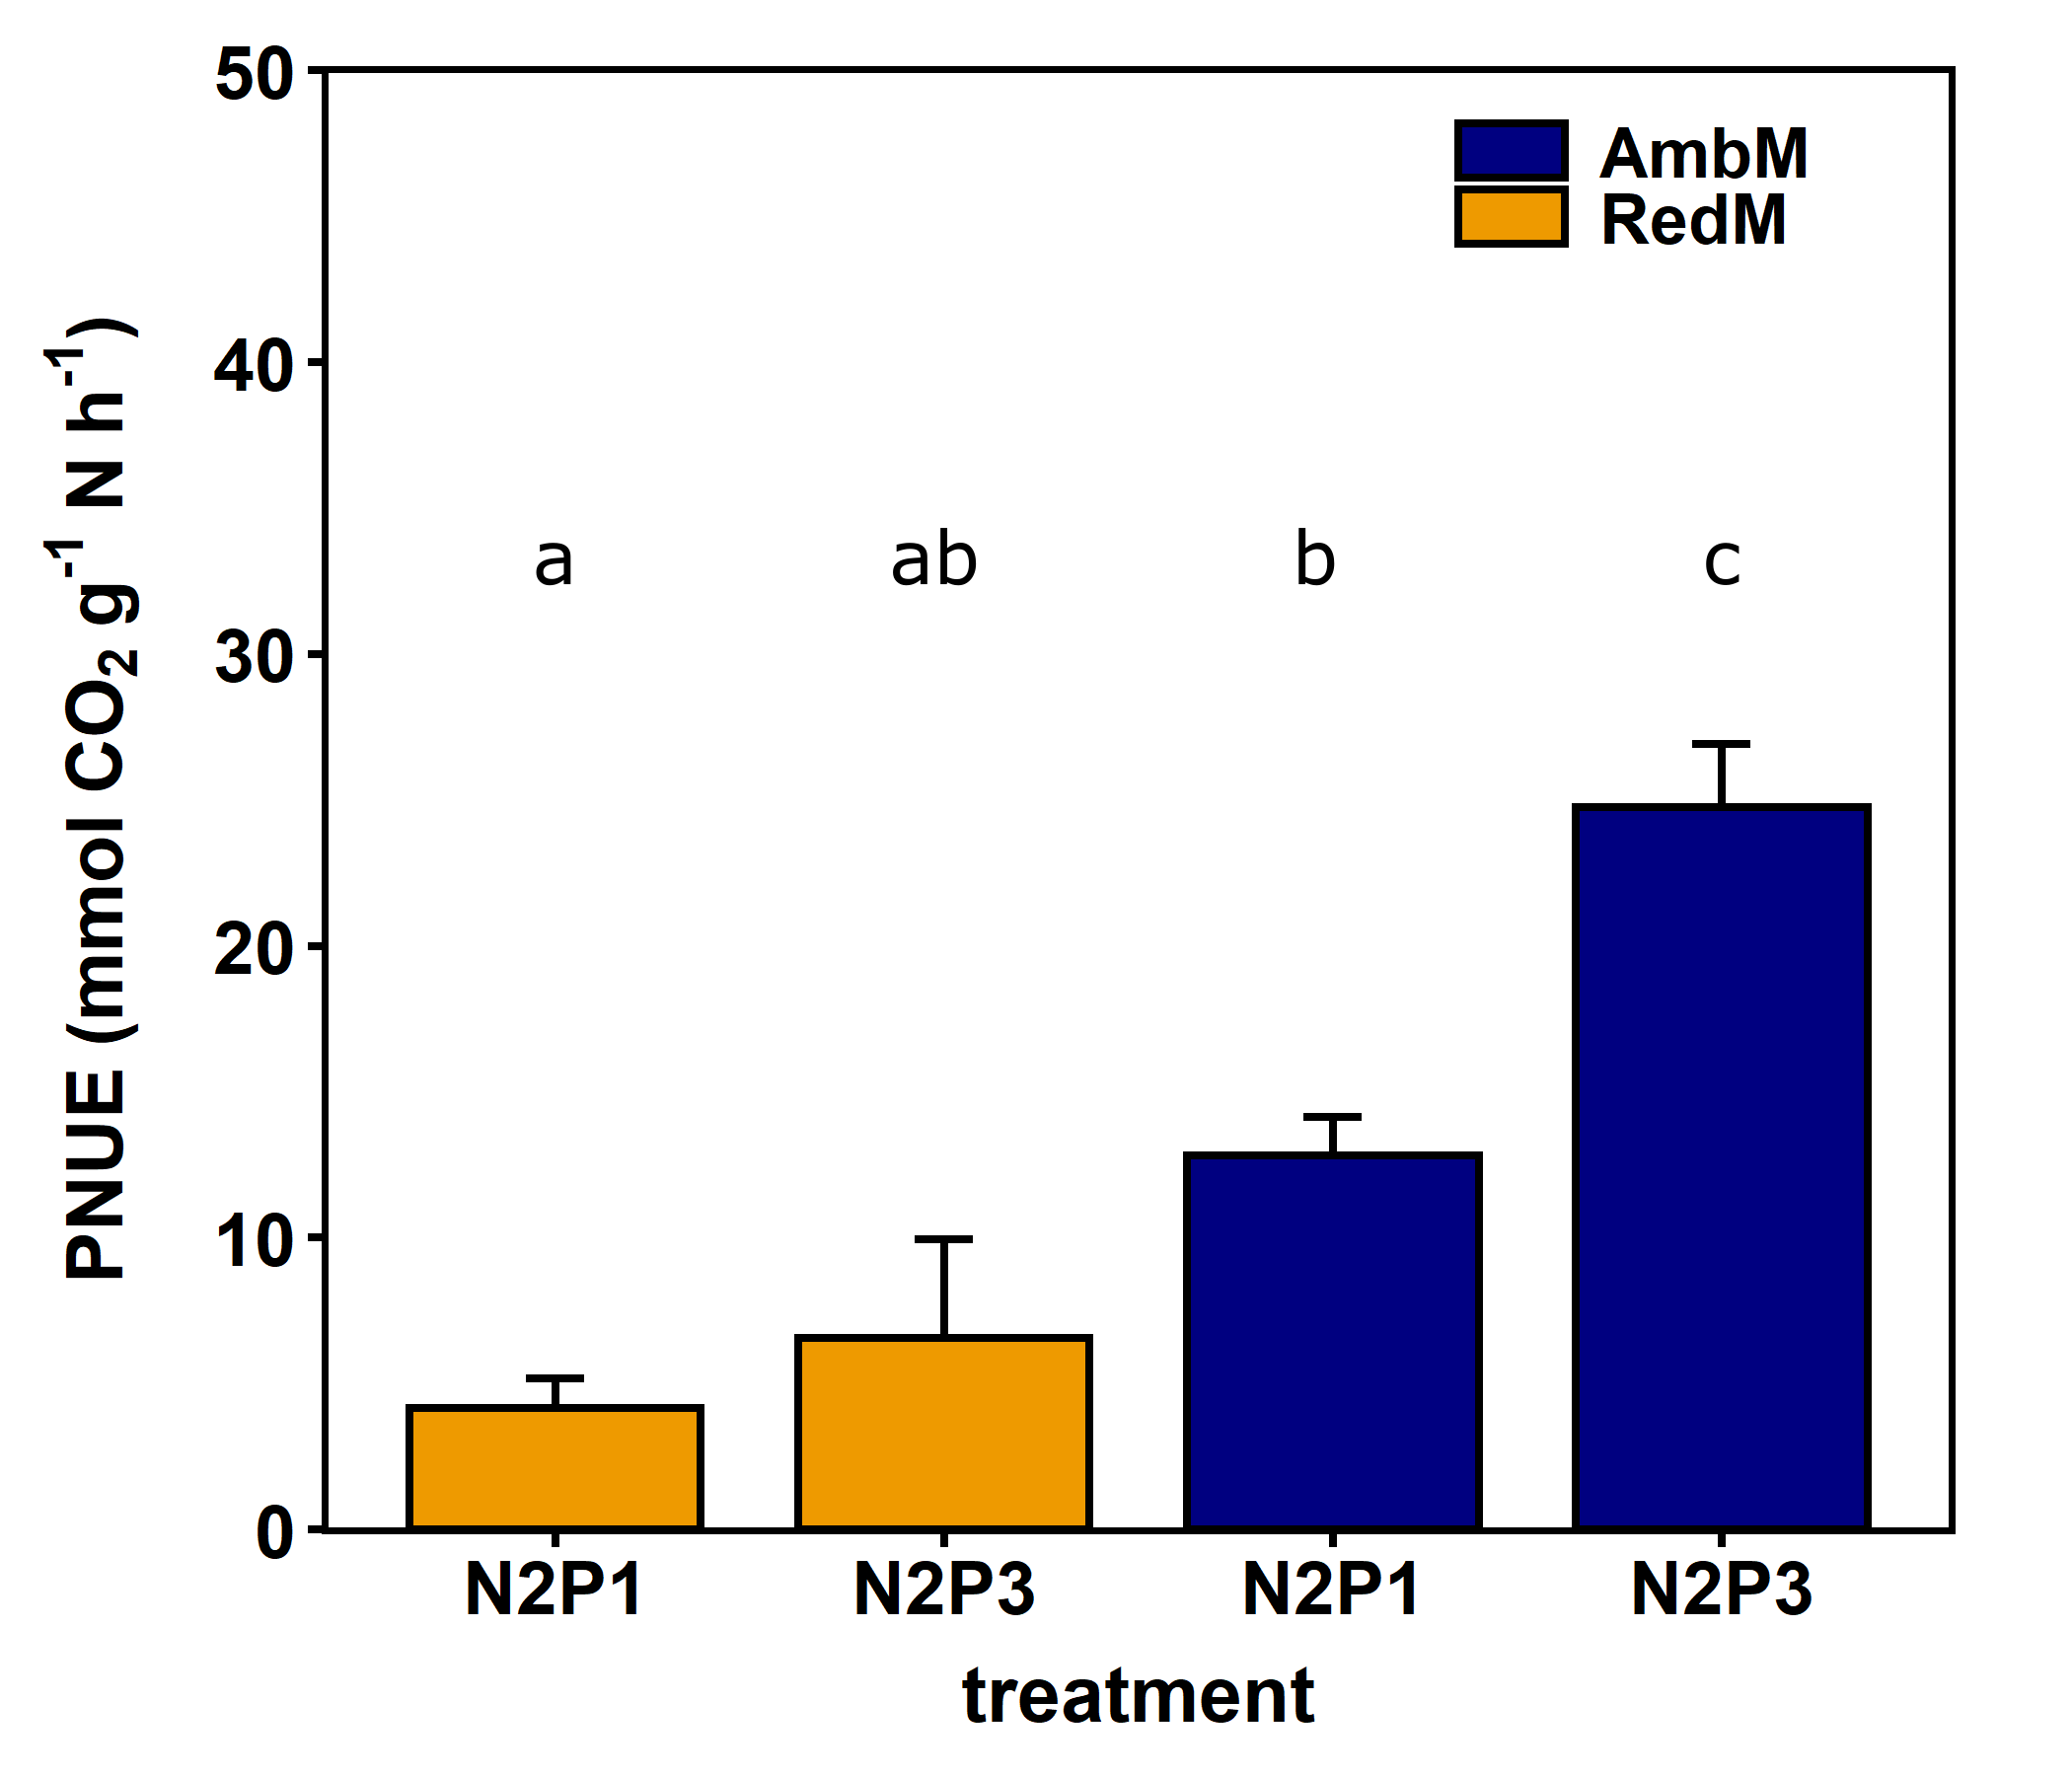 50
40
30
20
10
0
PNUE (mmol CO₂ g⁻¹ N h⁻¹)
AmbM
RedM
a ab b c
N2P1 N2P3 N2P1 N2P3
treatment